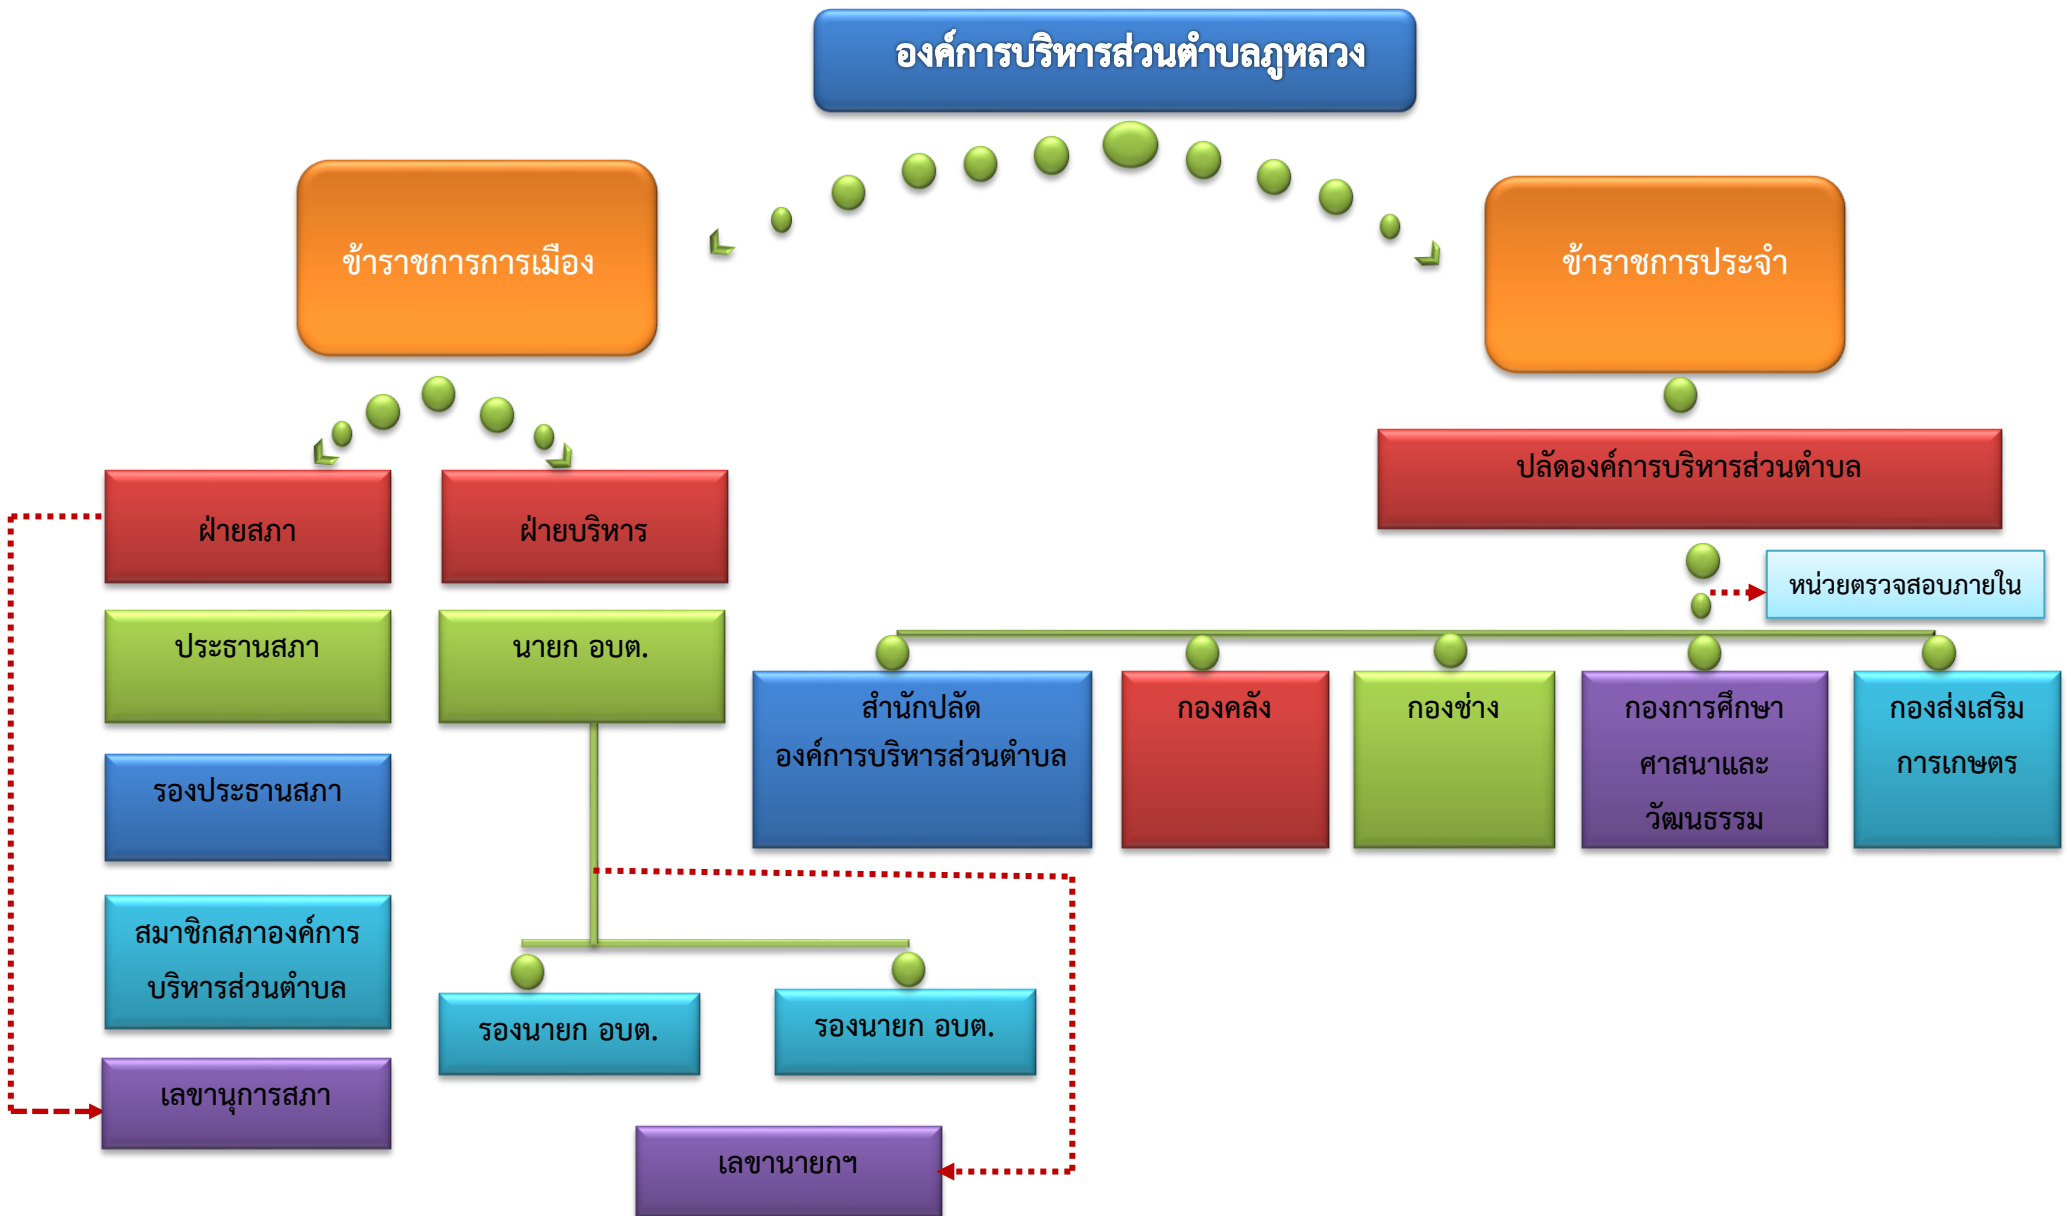 องค์การบริหารส่วนตำบลภูหลวง
ข้าราชการการเมือง
ข้าราชการประจำ
ปลัดองค์การบริหารส่วนตำบล
หน่วยตรวจสอบภายใน
ฝ่ายสภา
ฝ่ายบริหาร
ประธานสภา
นายก อบต.
รองประธานสภา
สมาชิกสภาองค์การ
บริหารส่วนตำบล
เลขานุการสภา
รองนายก อบต.
รองนายก อบต.
เลขานายกฯ
สำนักปลัด
องค์การบริหารส่วนตำบล
กองคลัง
กองช่าง
กองการศึกษา
ศาสนาและ
วัฒนธรรม
กองส่งเสริม
การเกษตร